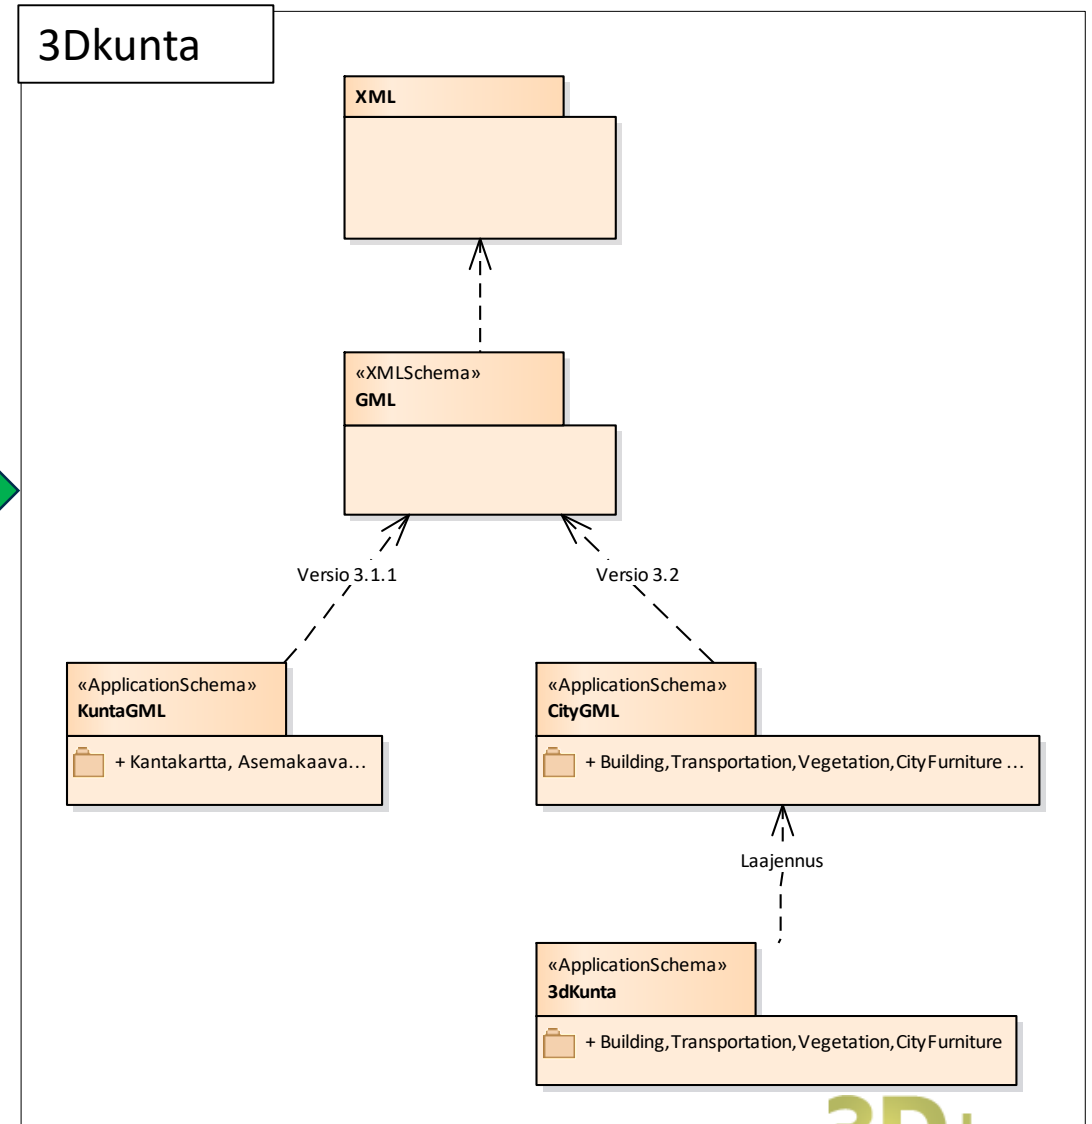 3Dkunta
XML
«XMLSchema»
GML
Versio 3.1.1
Versio 3.2
«ApplicationSchema»
KuntaGML
+ Kantakartta, Asemakaava...
«ApplicationSchema»
CityGML
+ Building,Transportation,Vegetation,CityFurniture ...
Laajennus
«ApplicationSchema»
3dKunta
+ Building,Transportation,Vegetation,CityFurniture
3D+